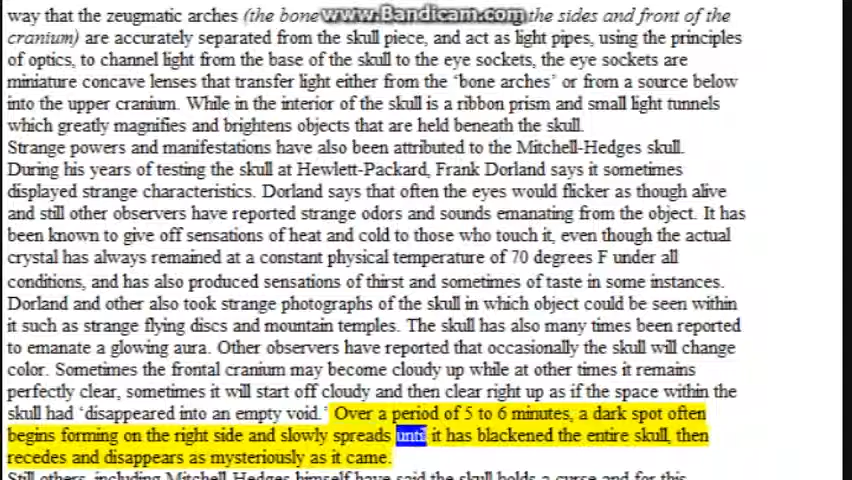 way that the zeugmatic arches (the bone www.Bandicam.com the sides and front of the
cranium) are accurately separated from the skull piece, and act as light pipes, using the principles
of optics, to channel light from the base of the skull to the eye sockets, the eye sockets are
miniature concave lenses that transfer light either from the 'bone arches' or from a source below
into the upper cranium. While in the interior of the skull is a ribbon prism and small light tunnels
which greatly magnifies and brightens objects that are held beneath the skull.
Strange powers and manifestations have also been attributed to the Mitchell-Hedges skull.
During his years of testing the skull at Hewlett-Packard, Frank Dorland says it sometimes
displayed strange characteristics. Dorland says that often the eyes would flicker as though alive
and still other observers have reported strange odors and sounds emanating from the object. It has
been known to give off sensations of heat and cold to those who touch it, even though the actual
crystal has always remained at a constant physical temperature of 70 degrees F under all
conditions, and has also produced sensations of thirst and sometimes of taste in some instances.
Dorland and other also took strange photographs of the skull in which object could be seen within
it such as strange flying discs and mountain temples. The skull has also many times been reported
to emanate a glowing aura. Other observers have reported that occasionally the skull will change
color. Sometimes the frontal cranium may become cloudy up while at other times it remains
perfectly clear, sometimes it will start off cloudy and then clear right up as if the space within the
skull had 'disappeared into an empty void.' Over a period of 5 to 6 minutes, a dark spot often
begins forming on the right side and slowly spreads until it has blackened the entire skull, then
recedes and disappears as mysteriously as it came.
Still others, including Mitchell-Hedges himself have said the skull holds a curse and for this